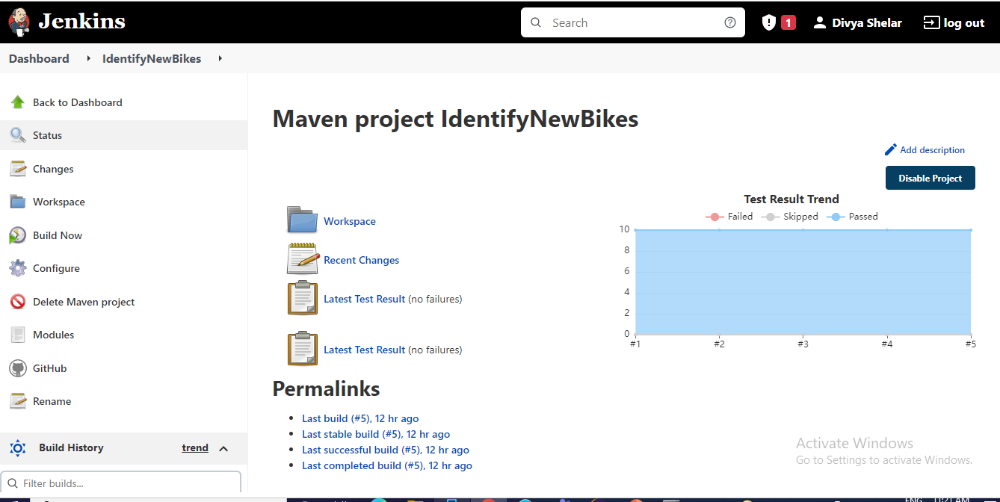 Jenkins
Search
1
Divya Shelar
log out
Dashboard
IdentifyNewBikes
Back to Dashboard
Status
Changes
Workspace
Build Now
Configure
Delete Maven project
Modules
GitHub
Rename
Build History
trend
Filter builds...
Maven project IdentifyNewBikes
Add description
Disable Project
Workspace
Recent Changes
Latest Test Result (no failures)
Latest Test Result (no failures)
Test Result Trend
Failed Skipped Passed
10
8
6
4
2
0
#1 #2 #3 #4 #5
Permalinks
Last build (#5), 12 hr ago
Last stable build (#5), 12 hr ago
Last successful build (#5), 12 hr ago
Last completed build (#5), 12 hr ago
Activate Windows
Go to Settings to activate Windows.
ENG 11:21 AM